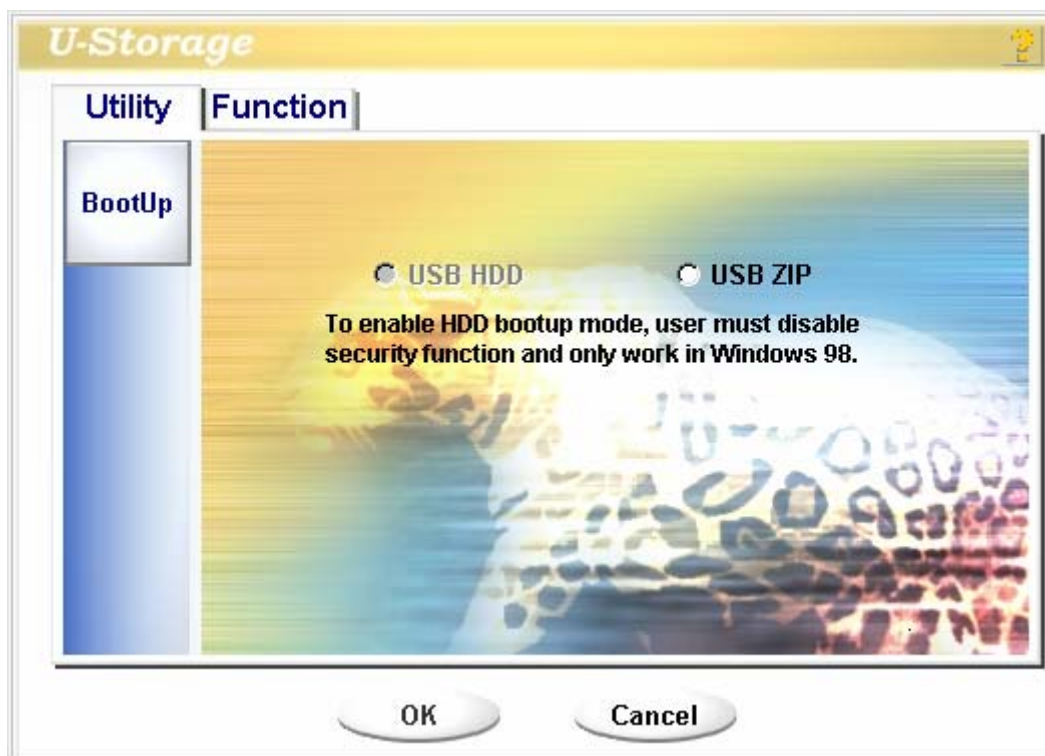 U-Storage
?
Utility Function
BootUp
USB HDD USB ZIP
To enable HDD bootup mode, user must disable
security function and only work in Windows 98.
OK Cancel